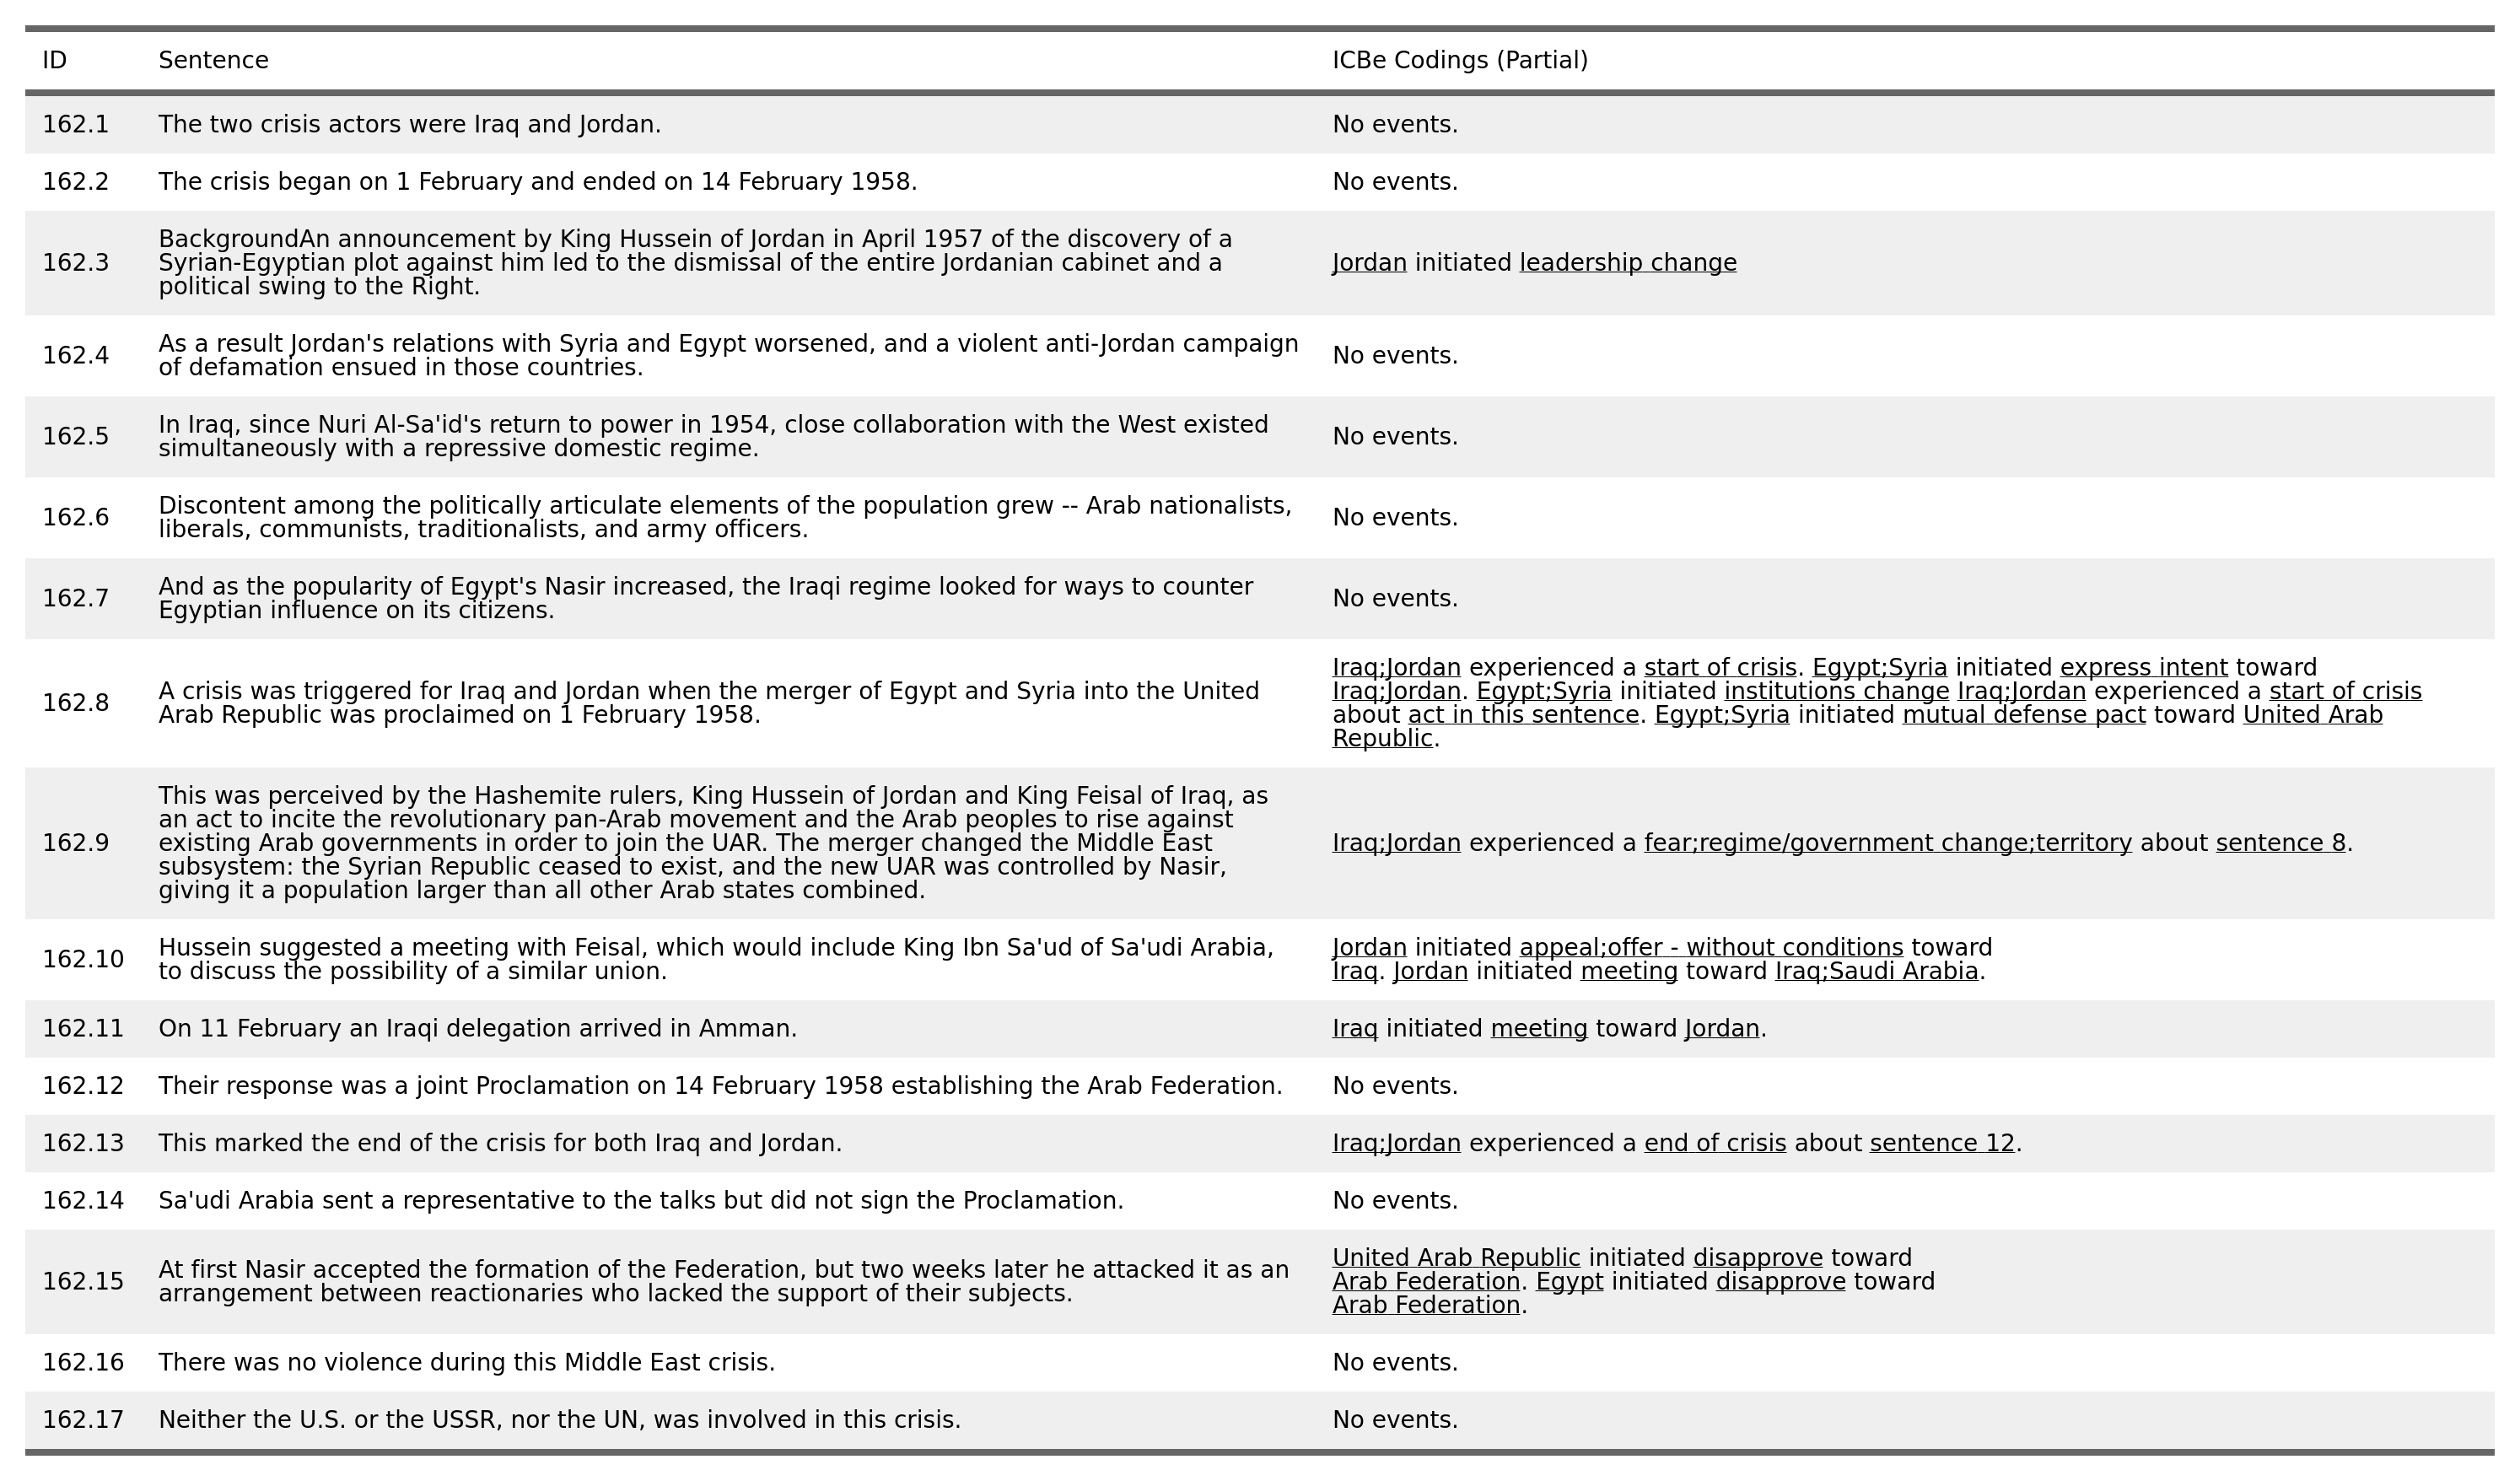 ID Sentence ICBe Codings (Partial)
162.1 The two crisis actors were Iraq and Jordan. No events.
162.2 The crisis began on 1 February and ended on 14 February 1958. No events.
BackgroundAn announcement by King Hussein of Jordan in April 1957 of the discovery of a
162.3 Syrian-Egyptian plot against him led to the dismissal of the entire Jordanian cabinet and a Jordan initiated leadership change
political swing to the Right.
162.4 As a result Jordan's relations with Syria and Egypt worsened, and a violent anti-Jordan campaign No events.
of defamation ensued in those countries.
162.5 In Iraq, since Nuri Al-Sa'id's return to power in 1954, close collaboration with the West existed No events.
simultaneously with a repressive domestic regime.
162.6 Discontent among the politically articulate elements of the population grew -- Arab nationalists, No events.
liberals, communists, traditionalists, and army officers.
162.7 And as the popularity of Egypt's Nasir increased, the Iraqi regime looked for ways to counter No events.
Egyptian influence on its citizens.
162.8 A crisis was triggered for Iraq and Jordan when the merger of Egypt and Syria into the United
Arab Republic was proclaimed on 1 February 1958.
Iraq;Jordan experienced a start of crisis. Egypt;Syria initiated express intent toward
Iraq;Jordan. Egypt;Syria initiated institutions change Iraq;Jordan experienced a start of crisis
about act in this sentence. Egypt;Syria initiated mutual defense pact toward United Arab
Republic.
This was perceived by the Hashemite rulers, King Hussein of Jordan and King Feisal of Iraq, as
an act to incite the revolutionary pan-Arab movement and the Arab peoples to rise against
162.9 existing Arab governments in order to join the UAR. The merger changed the Middle East Iraq;Jordan experienced a fear;regime/government change;territory about sentence 8.
subsystem: the Syrian Republic ceased to exist, and the new UAR was controlled by Nasir,
giving it a population larger than all other Arab states combined.
162.10 Hussein suggested a meeting with Feisal, which would include King Ibn Sa'ud of Sa'udi Arabia,
to discuss the possibility of a similar union.
Jordan initiated appeal;offer - without conditions toward
Iraq. Jordan initiated meeting toward Iraq;Saudi Arabia.
162.11 On 11 February an Iraqi delegation arrived in Amman. Iraq initiated meeting toward Jordan.
162.12 Their response was a joint Proclamation on 14 February 1958 establishing the Arab Federation. No events.
162.13 This marked the end of the crisis for both Iraq and Jordan. Iraq;Jordan experienced a end of crisis about sentence 12.
162.14 Sa'udi Arabia sent a representative to the talks but did not sign the Proclamation. No events.
162.15 At first Nasir accepted the formation of the Federation, but two weeks later he attacked it as an
arrangement between reactionaries who lacked the support of their subjects.
United Arab Republic initiated disapprove toward
Arab Federation. Egypt initiated disapprove toward
Arab Federation.
162.16 There was no violence during this Middle East crisis. No events.
162.17 Neither the U.S. or the USSR, nor the UN, was involved in this crisis. No events.